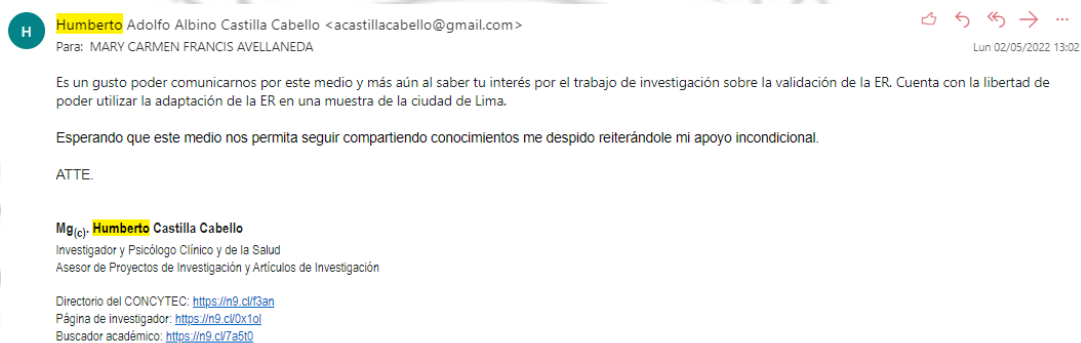 H
Humberto Adolfo Albino Castilla Cabello <acastillacabello@gmail.com>
Para: MARY CARMEN FRANCIS AVELLANEDA
Lun 02/05/2022 13:02
Es un gusto poder comunicarnos por este medio y más aún al saber tu interés por el trabajo de investigación sobre la validación de la ER. Cuenta con la libertad de
poder utilizar la adaptación de la ER en una muestra de la ciudad de Lima.
Esperando que este medio nos permita seguir compartiendo conocimientos me despido reiterándole mi apoyo incondicional.
ATTE.
Mg(c). Humberto Castilla Cabello
Investigador y Psicólogo Clínico y de la Salud
Asesor de Proyectos de Investigación y Artículos de Investigación
Directorio del CONCYTEC: https://n9.cl/f3an
Página de investigador: https://n9.cl/0x1ol
Buscador académico: https://n9.cl/7a5t0